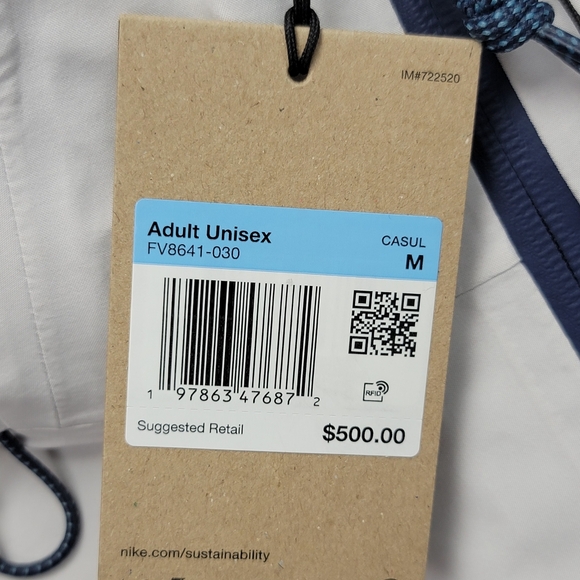 IM#722520
Adult Unisex
FV8641-030
CASUL
M
1 97863 47687 2
RFID
Suggested Retail
$500.00
nike.com/sustainability